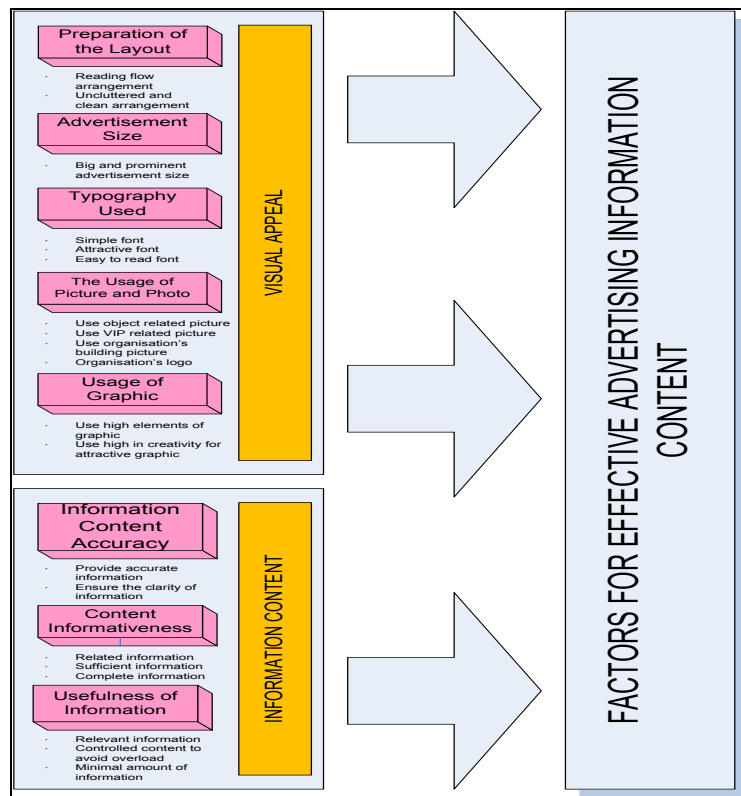 Preparation of
the Layout
· Reading flow
arrangement
· Uncluttered and
clean arrangement
Advertisement
Size
· Big and prominent
advertisement size
Typography
Used
· Simple font
· Attractive font
· Easy to read font
The Usage of
Picture and Photo
· Use object related picture
· Use VIP related picture
· Use organisation's
building picture
· Organisation's logo
Usage of
Graphic
· Use high elements of
graphic
· Use high in creativity for
attractive graphic
VISUAL APPEAL
Information
Content
Accuracy
· Provide accurate
information
· Ensure the clarity of
information
Content
Informativeness
· Related information
· Sufficient information
· Complete information
Usefulness of
Information
· Relevant information
· Controlled content to
avoid overload
· Minimal amount of
information
INFORMATION CONTENT
FACTORS FOR EFFECTIVE ADVERTISING INFORMATION
CONTENT